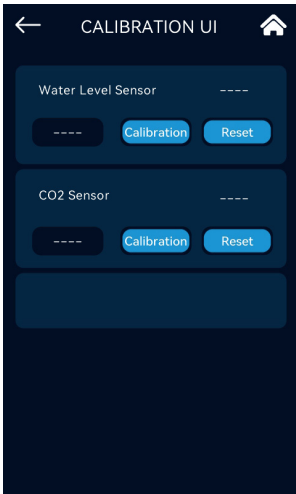 CALIBRATION UI
Water Level Sensor ----
---- Calibration Reset
CO2 Sensor ----
---- Calibration Reset